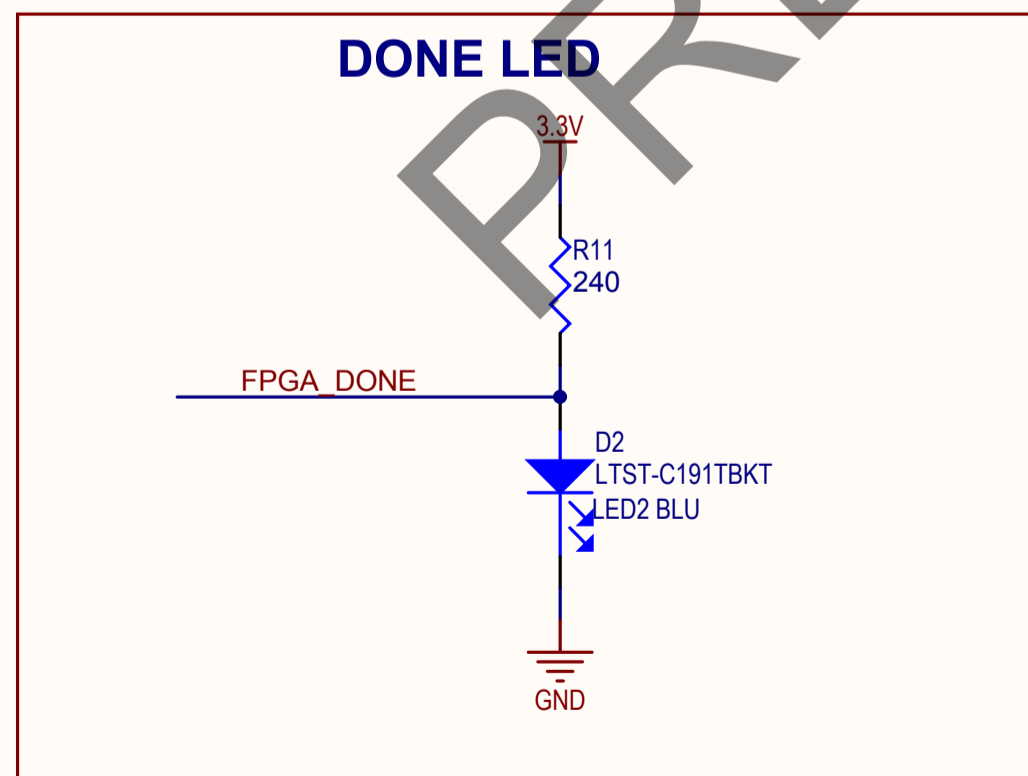 DONE LED
3.3V
R11
240
FPGA_DONE
D2
LTST-C191TBKT
LED2 BLU
GND